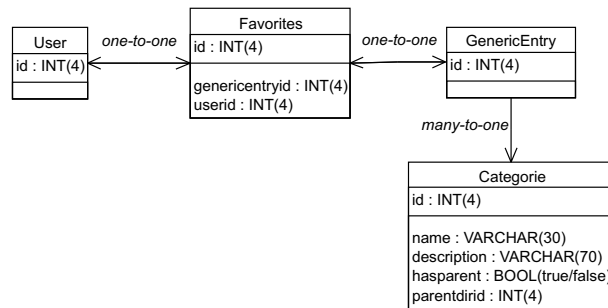 User
id : INT(4)
one-to-one
Favorites
id : INT(4)
genericentryid : INT(4)
userid : INT(4)
one-to-one
GenericEntry
id : INT(4)
many-to-one
Categorie
id : INT(4)
name : VARCHAR(30)
description : VARCHAR(70)
hasparent : BOOL(true/false)
parentdirid : INT(4)